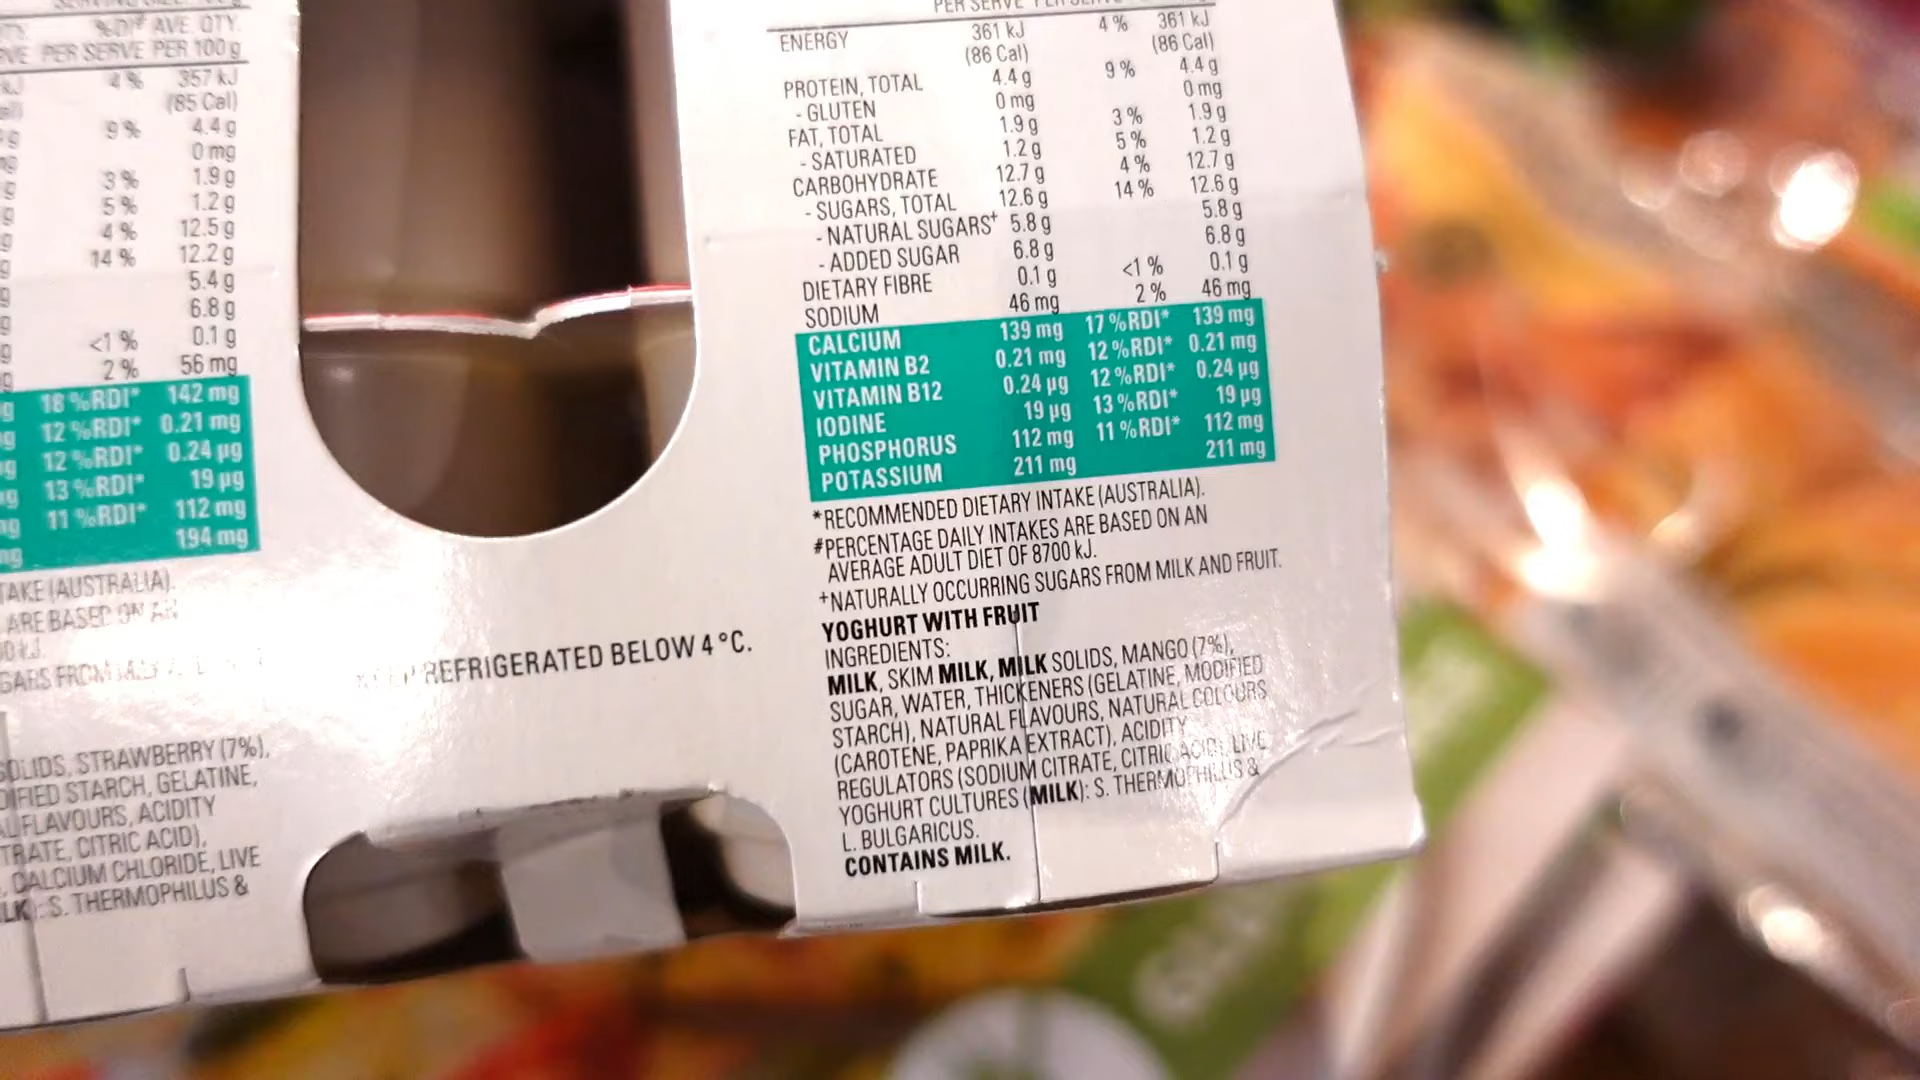 %DI# AVE. QTY.
PER SERVE PER 100 g
4% 357 kJ
(85 Cal)
9% 4.4 g
0 mg
3% 1.9 g
5% 1.2 g
4% 12.5 g
14% 12.2 g
5.4 g
6.8 g
<1% 0.1 g
2% 56 mg
18 %RDI* 142 mg
12 %RDI* 0.21 mg
12 %RDI* 0.24 µg
13 %RDI* 19 µg
11 %RDI* 112 mg
194 mg
(AUSTRALIA).
ARE BASED ON AN
STRAWBERRY (7%),
STARCH, GELATINE,
FLAVOURS, ACIDITY
CITRIC ACID),
CALCIUM CHLORIDE, LIVE
S. THERMOPHILUS &
REFRIGERATED BELOW 4°C.
PER SERVE
ENERGY 361 kJ 4% 361 kJ
(86 Cal) (86 Cal)
PROTEIN, TOTAL 4.4 g 9% 4.4 g
- GLUTEN 0 mg 0 mg
FAT, TOTAL 1.9 g 3% 1.9 g
- SATURATED 1.2 g 5% 1.2 g
CARBOHYDRATE 12.7 g 4% 12.7 g
- SUGARS, TOTAL 12.6 g 14% 12.6 g
- NATURAL SUGARS+ 5.8 g 5.8 g
- ADDED SUGAR 6.8 g 6.8 g
DIETARY FIBRE 0.1 g <1% 0.1 g
SODIUM 46 mg 2% 46 mg
CALCIUM 139 mg 17 %RDI* 139 mg
VITAMIN B2 0.21 mg 12 %RDI* 0.21 mg
VITAMIN B12 0.24 µg 12 %RDI* 0.24 µg
IODINE 19 µg 13 %RDI* 19 µg
PHOSPHORUS 112 mg 11 %RDI* 112 mg
POTASSIUM 211 mg 211 mg
*RECOMMENDED DIETARY INTAKE (AUSTRALIA).
#PERCENTAGE DAILY INTAKES ARE BASED ON AN
AVERAGE ADULT DIET OF 8700 kJ.
+NATURALLY OCCURRING SUGARS FROM MILK AND FRUIT.
YOGHURT WITH FRUIT
INGREDIENTS:
MILK, SKIM MILK, MILK SOLIDS, MANGO (7%),
SUGAR, WATER, THICKENERS (GELATINE, MODIFIED
STARCH), NATURAL FLAVOURS, NATURAL COLOURS
(CAROTENE, PAPRIKA EXTRACT), ACIDITY
REGULATORS (SODIUM CITRATE, CITRIC ACID), LIVE
YOGHURT CULTURES (MILK): S. THERMOPHILUS &
L. BULGARICUS.
CONTAINS MILK.